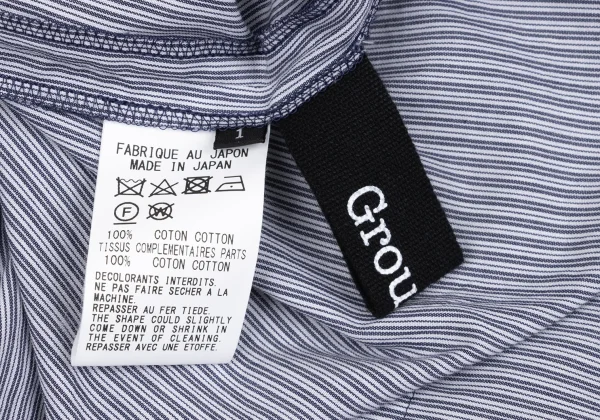 1
FABRIQUE AU JAPON
MADE IN JAPAN
F
W
100% COTON COTTON
TISSUS COMPLEMENTAIRES PARTS
100% COTON COTTON
DECOLORANTS INTERDITS.
NE PAS FAIRE SECHER A LA
MACHINE.
REPASSER AU FER TIEDE.
THE SHAPE COULD SLIGHTLY
COME DOWN OR SHRINK IN
THE EVENT OF CLEANING.
REPASSER AVEC UNE ETOFFE.
Grou